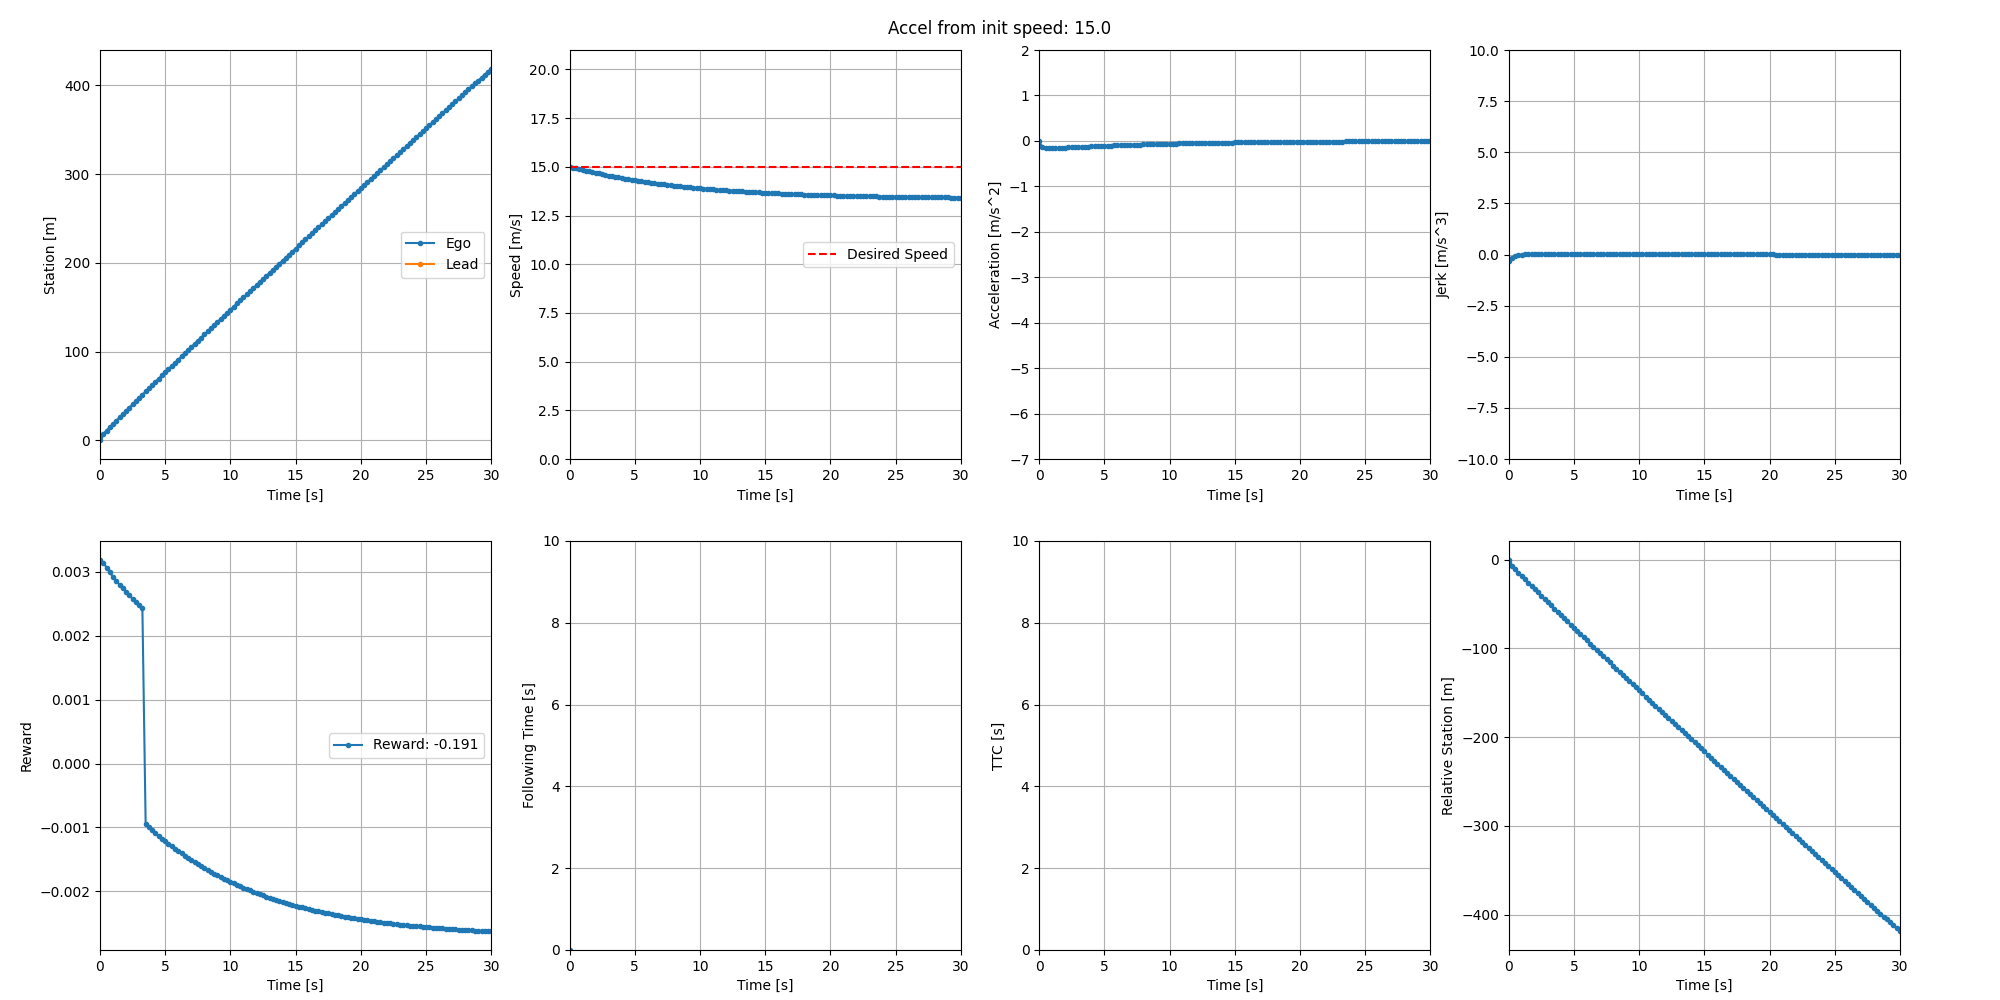 Accel from init speed: 15.0
Station [m]
400
300
200
100
0
Ego
Lead
0 5 10 15 20 25 30
Time [s]
Speed [m/s]
20.0
17.5
15.0
12.5
10.0
7.5
5.0
2.5
0.0
Desired Speed
0 5 10 15 20 25 30
Time [s]
Acceleration [m/s^2]
2
1
0
−1
−2
−3
−4
−5
−6
−7
0 5 10 15 20 25 30
Time [s]
Jerk [m/s^3]
10.0
7.5
5.0
2.5
0.0
−2.5
−5.0
−7.5
−10.0
0 5 10 15 20 25 30
Time [s]
Reward
0.003
0.002
0.001
0.000
−0.001
−0.002
Reward: -0.191
0 5 10 15 20 25 30
Time [s]
Following Time [s]
10
8
6
4
2
0
0 5 10 15 20 25 30
Time [s]
TTC [s]
10
8
6
4
2
0
0 5 10 15 20 25 30
Time [s]
Relative Station [m]
0
−100
−200
−300
−400
0 5 10 15 20 25 30
Time [s]